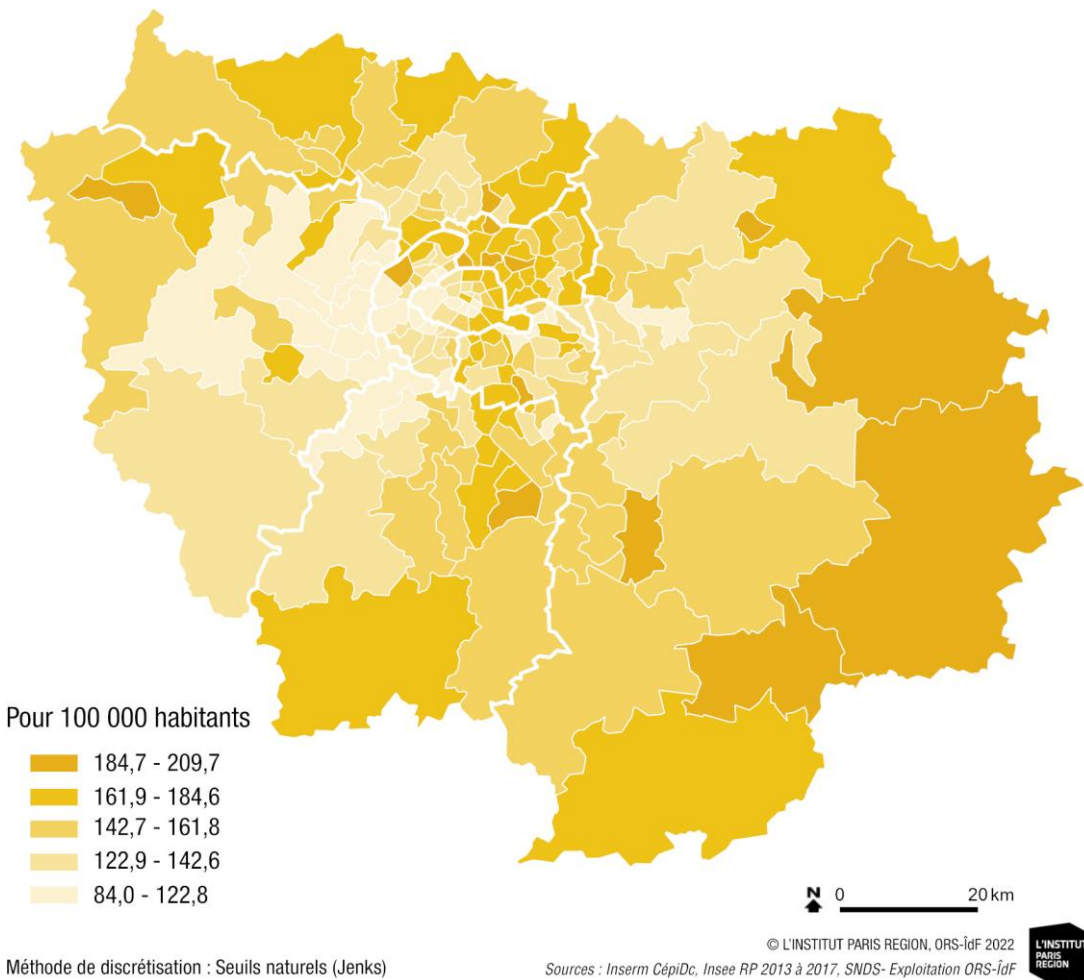 Pour 100 000 habitants
184,7 - 209,7
161,9 - 184,6
142,7 - 161,8
122,9 - 142,6
84,0 - 122,8
N 0 20 km
© L'INSTITUT PARIS REGION, ORS-ÎdF 2022
L'INSTITUT
PARIS
REGION
Méthode de discrétisation : Seuils naturels (Jenks)
Sources : Inserm CépiDc, Insee RP 2013 à 2017, SNDS- Exploitation ORS-ÎdF